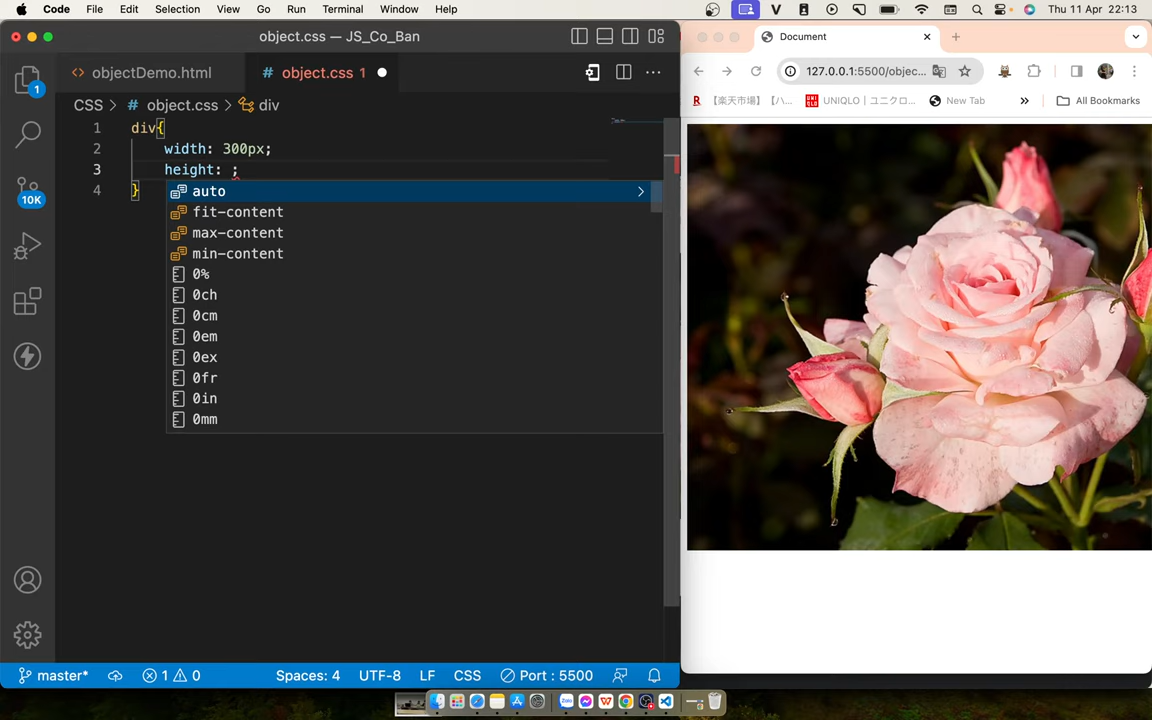 Code File Edit Selection View Go Run Terminal Window Help Thu 11 Apr 22:13
object.css — JS_Co_Ban
objectDemo.html # object.css 1
CSS > # object.css > div
1 div{
2 width: 300px;
3 height: ;
4 }
auto
fit-content
max-content
min-content
0%
0ch
0cm
0em
0ex
0fr
0in
0mm
1
10K
master* 1 0 Spaces: 4 UTF-8 LF CSS Port : 5500
Document
127.0.0.1:5500/objec...
【楽天市場】【ハ... UNIQLO｜ユニクロ... New Tab » All Bookmarks